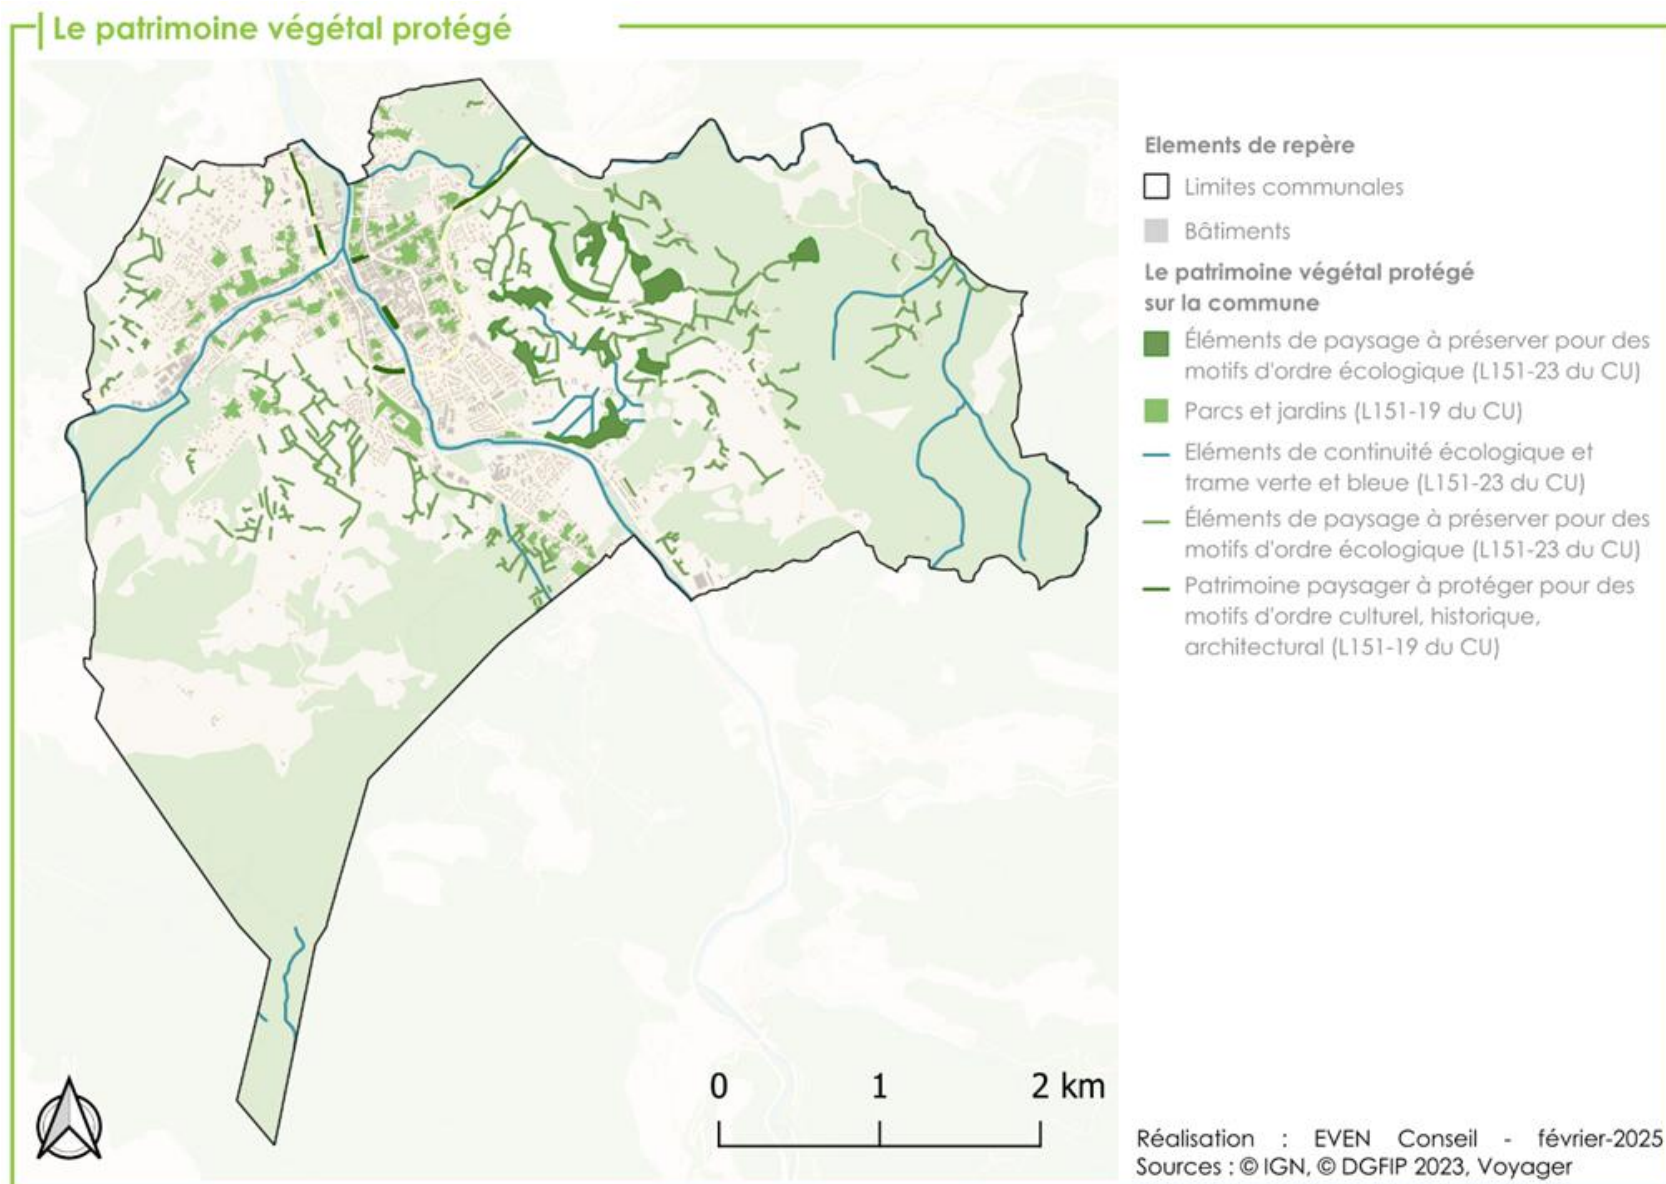 Le patrimoine végétal protégé
Elements de repère
Limites communales
Bâtiments
Le patrimoine végétal protégé
sur la commune
Éléments de paysage à préserver pour des
motifs d'ordre écologique (L151-23 du CU)
Parcs et jardins (L151-19 du CU)
Eléments de continuité écologique et
trame verte et bleue (L151-23 du CU)
Éléments de paysage à préserver pour des
motifs d'ordre écologique (L151-23 du CU)
Patrimoine paysager à protéger pour des
motifs d'ordre culturel, historique,
architectural (L151-19 du CU)
0 1 2 km
Réalisation : EVEN Conseil - février-2025
Sources : © IGN, © DGFIP 2023, Voyager